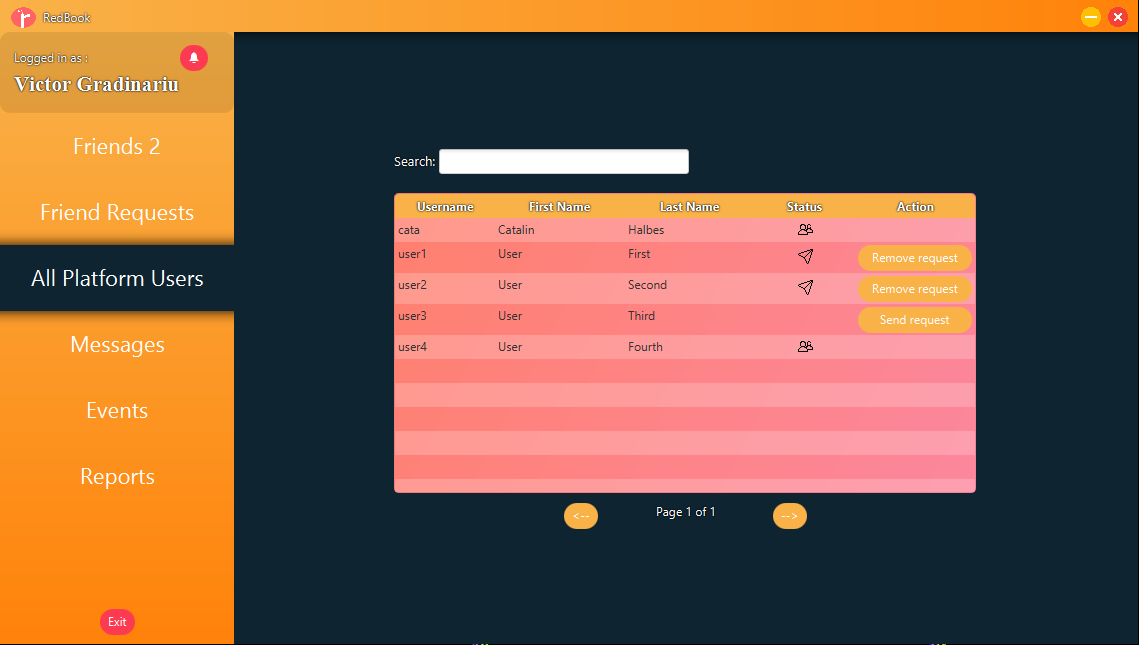 RedBook
Logged in as :
Victor Gradinariu
Friends 2
Friend Requests
All Platform Users
Messages
Events
Reports
Exit
Search:
Username First Name Last Name Status Action
cata Catalin Halbes
user1 User First Remove request
user2 User Second Remove request
user3 User Third Send request
user4 User Fourth
<-- Page 1 of 1 -->